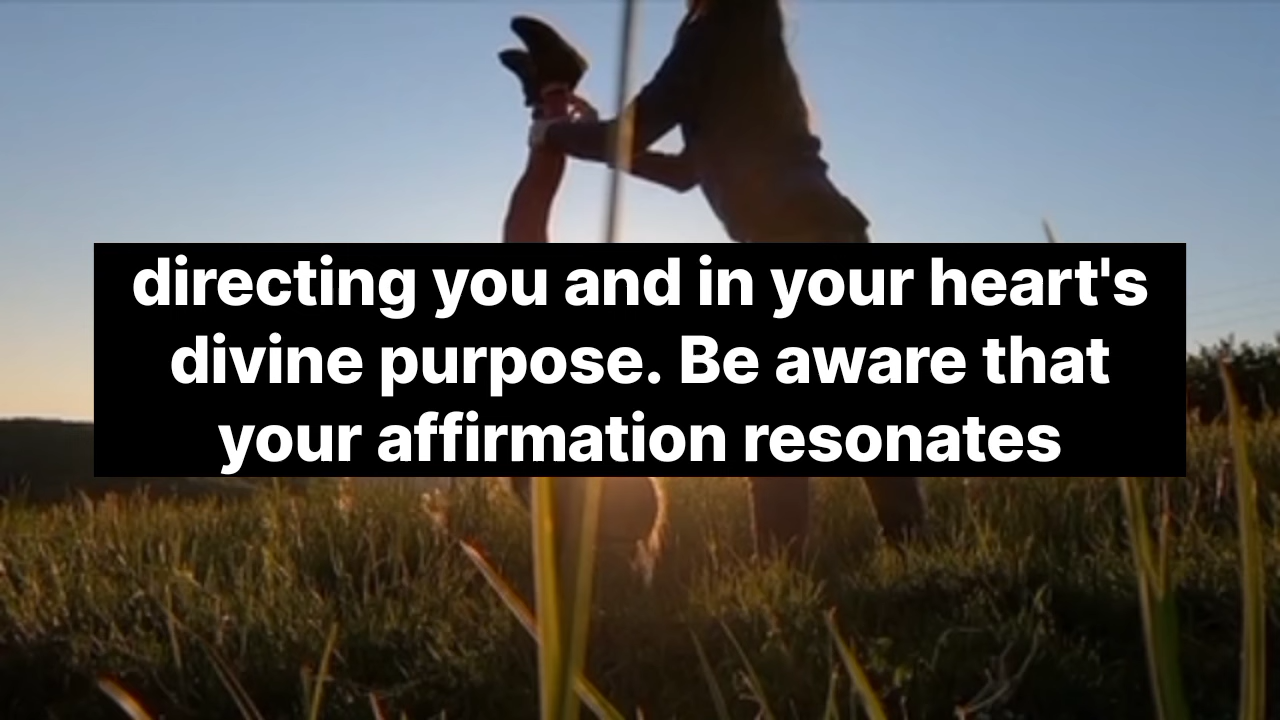 directing you and in your heart's
divine purpose. Be aware that
your affirmation resonates